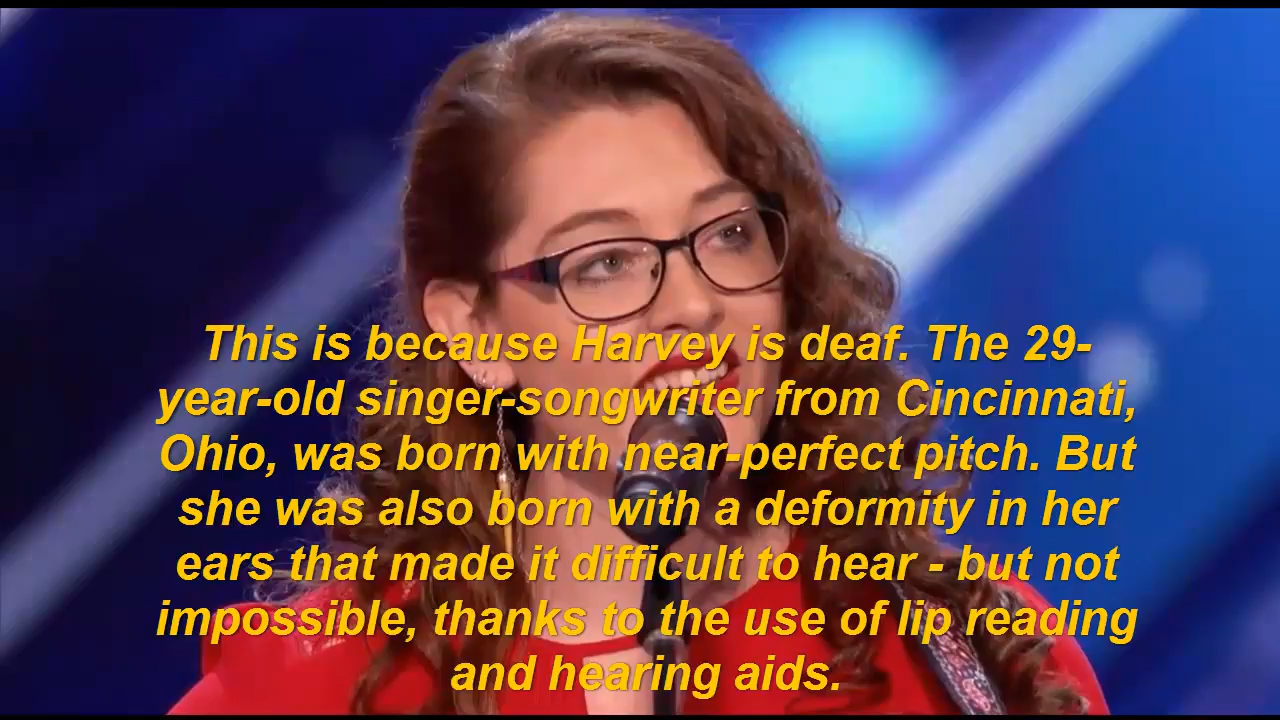 This is because Harvey is deaf. The 29-
year-old singer-songwriter from Cincinnati,
Ohio, was born with near-perfect pitch. But
she was also born with a deformity in her
ears that made it difficult to hear - but not
impossible, thanks to the use of lip reading
and hearing aids.